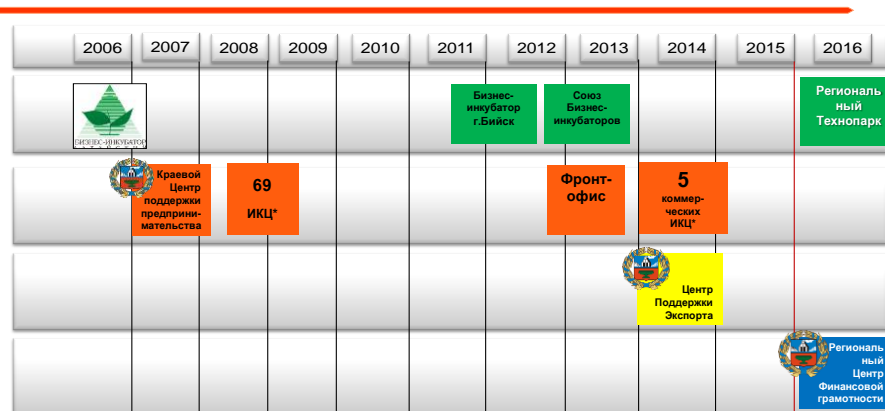 2006 2007 2008 2009 2010 2011 2012 2013 2014 2015 2016
БИЗНЕС-ИНКУБАТОР
Бизнес-
инкубатор
г.Бийск
Союз
Бизнес-
инкубаторов
Региональ
ный
Технопарк
Краевой
Центр
поддержки
предприни-
мательства
69
ИКЦ*
Фронт-
офис
5
коммер-
ческих
ИКЦ*
Центр
Поддержки
Экспорта
Региональ
ный
Центр
Финансовой
грамотности